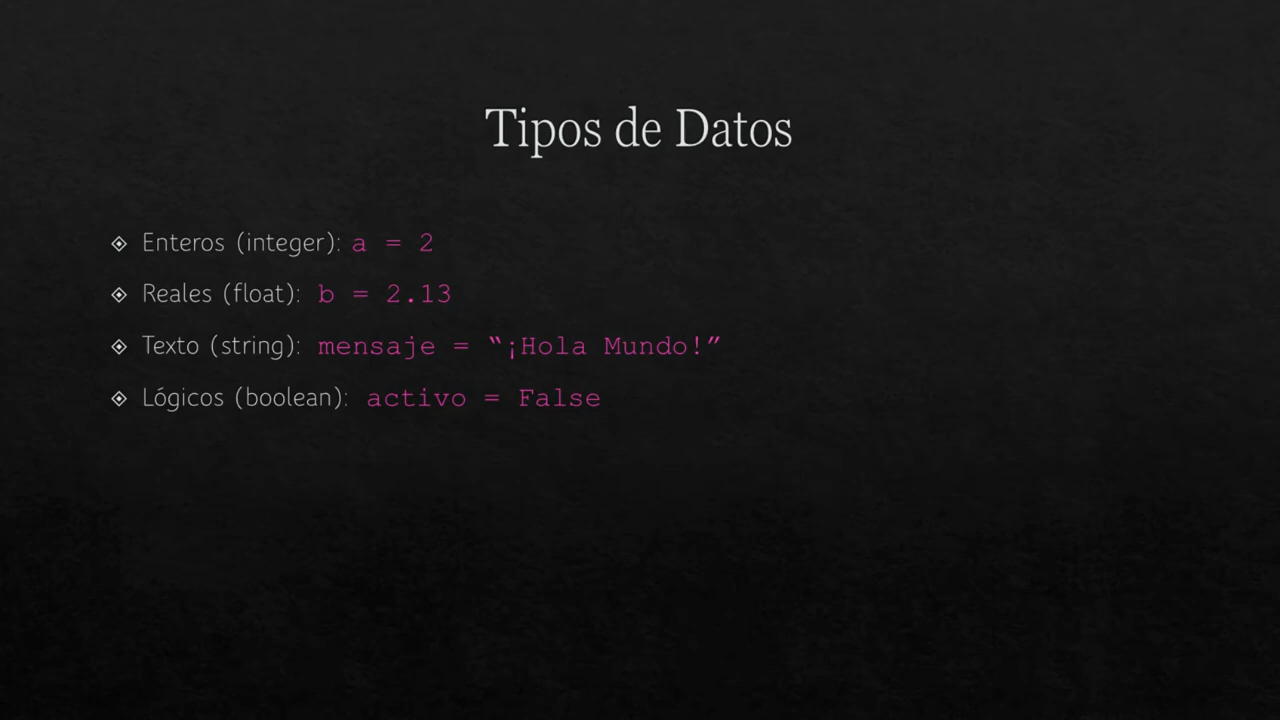 Tipos de Datos
Enteros (integer): a = 2
Reales (float): b = 2.13
Texto (string): mensaje = “¡Hola Mundo!”
Lógicos (boolean): activo = False